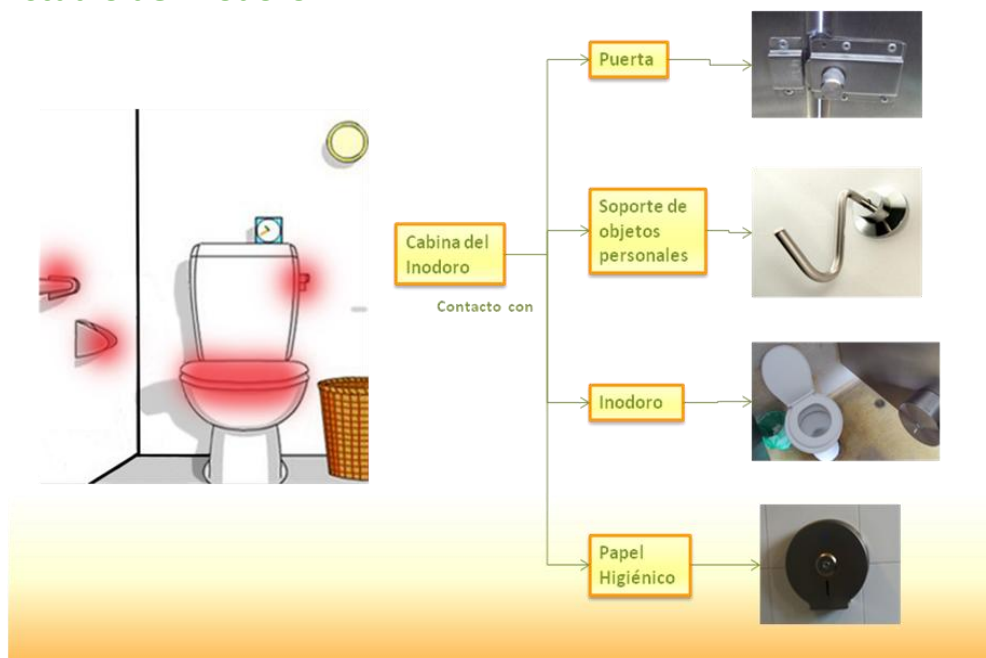 Puerta
Soporte de
objetos
personales
Cabina del
Inodoro
Contacto con
Inodoro
Papel
Higiénico